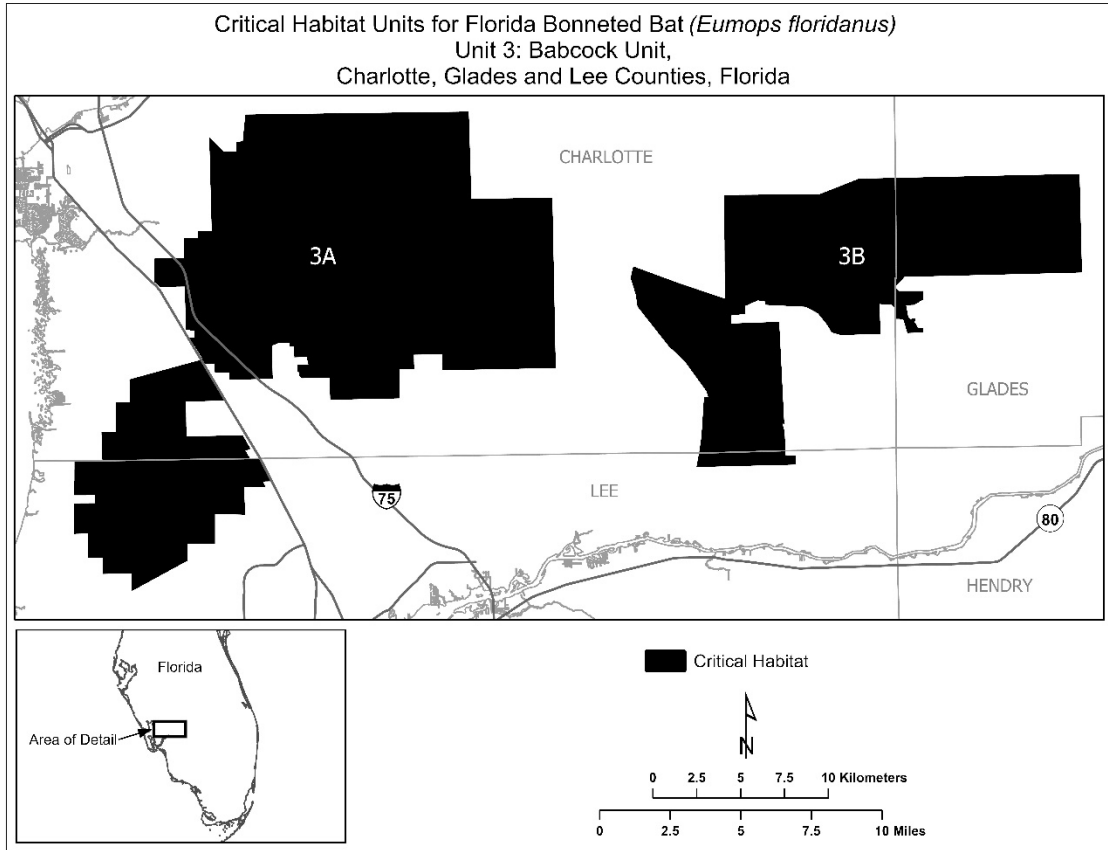 Critical Habitat Units for Florida Bonneted Bat (Eumops floridanus)
Unit 3: Babcock Unit,
Charlotte, Glades and Lee Counties, Florida
CHARLOTTE
3A
3B
GLADES
75
LEE
80
HENDRY
Florida
Area of Detail
Critical Habitat
N
0 2.5 5 7.5 10 Kilometers
0 2.5 5 7.5 10 Miles